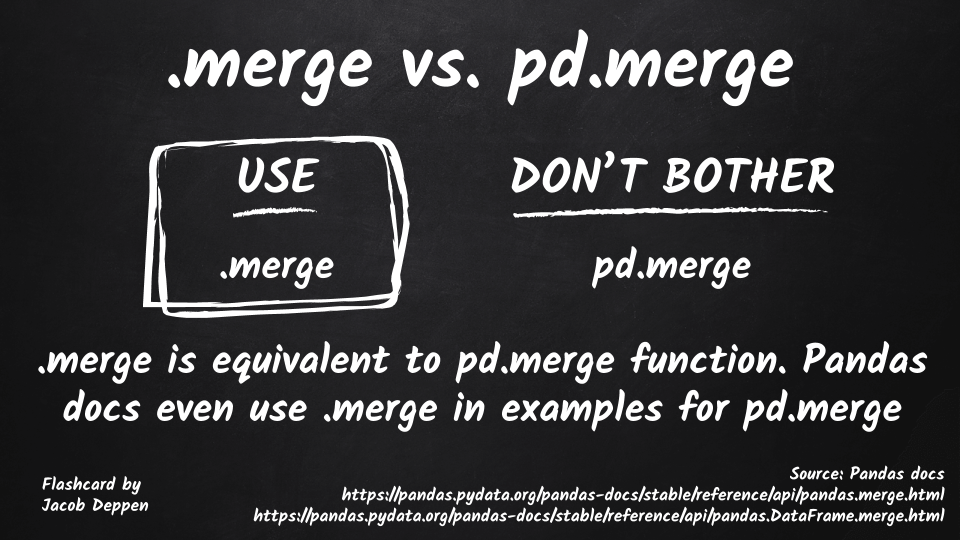 .merge vs. pd.merge
USE
DON'T BOTHER
.merge
pd.merge
.merge is equivalent to pd.merge function. Pandas
docs even use .merge in examples for pd.merge
Flashcard by
Jacob Deppen
Source: Pandas docs
https://pandas.pydata.org/pandas-docs/stable/reference/api/pandas.merge.html
https://pandas.pydata.org/pandas-docs/stable/reference/api/pandas.DataFrame.merge.html